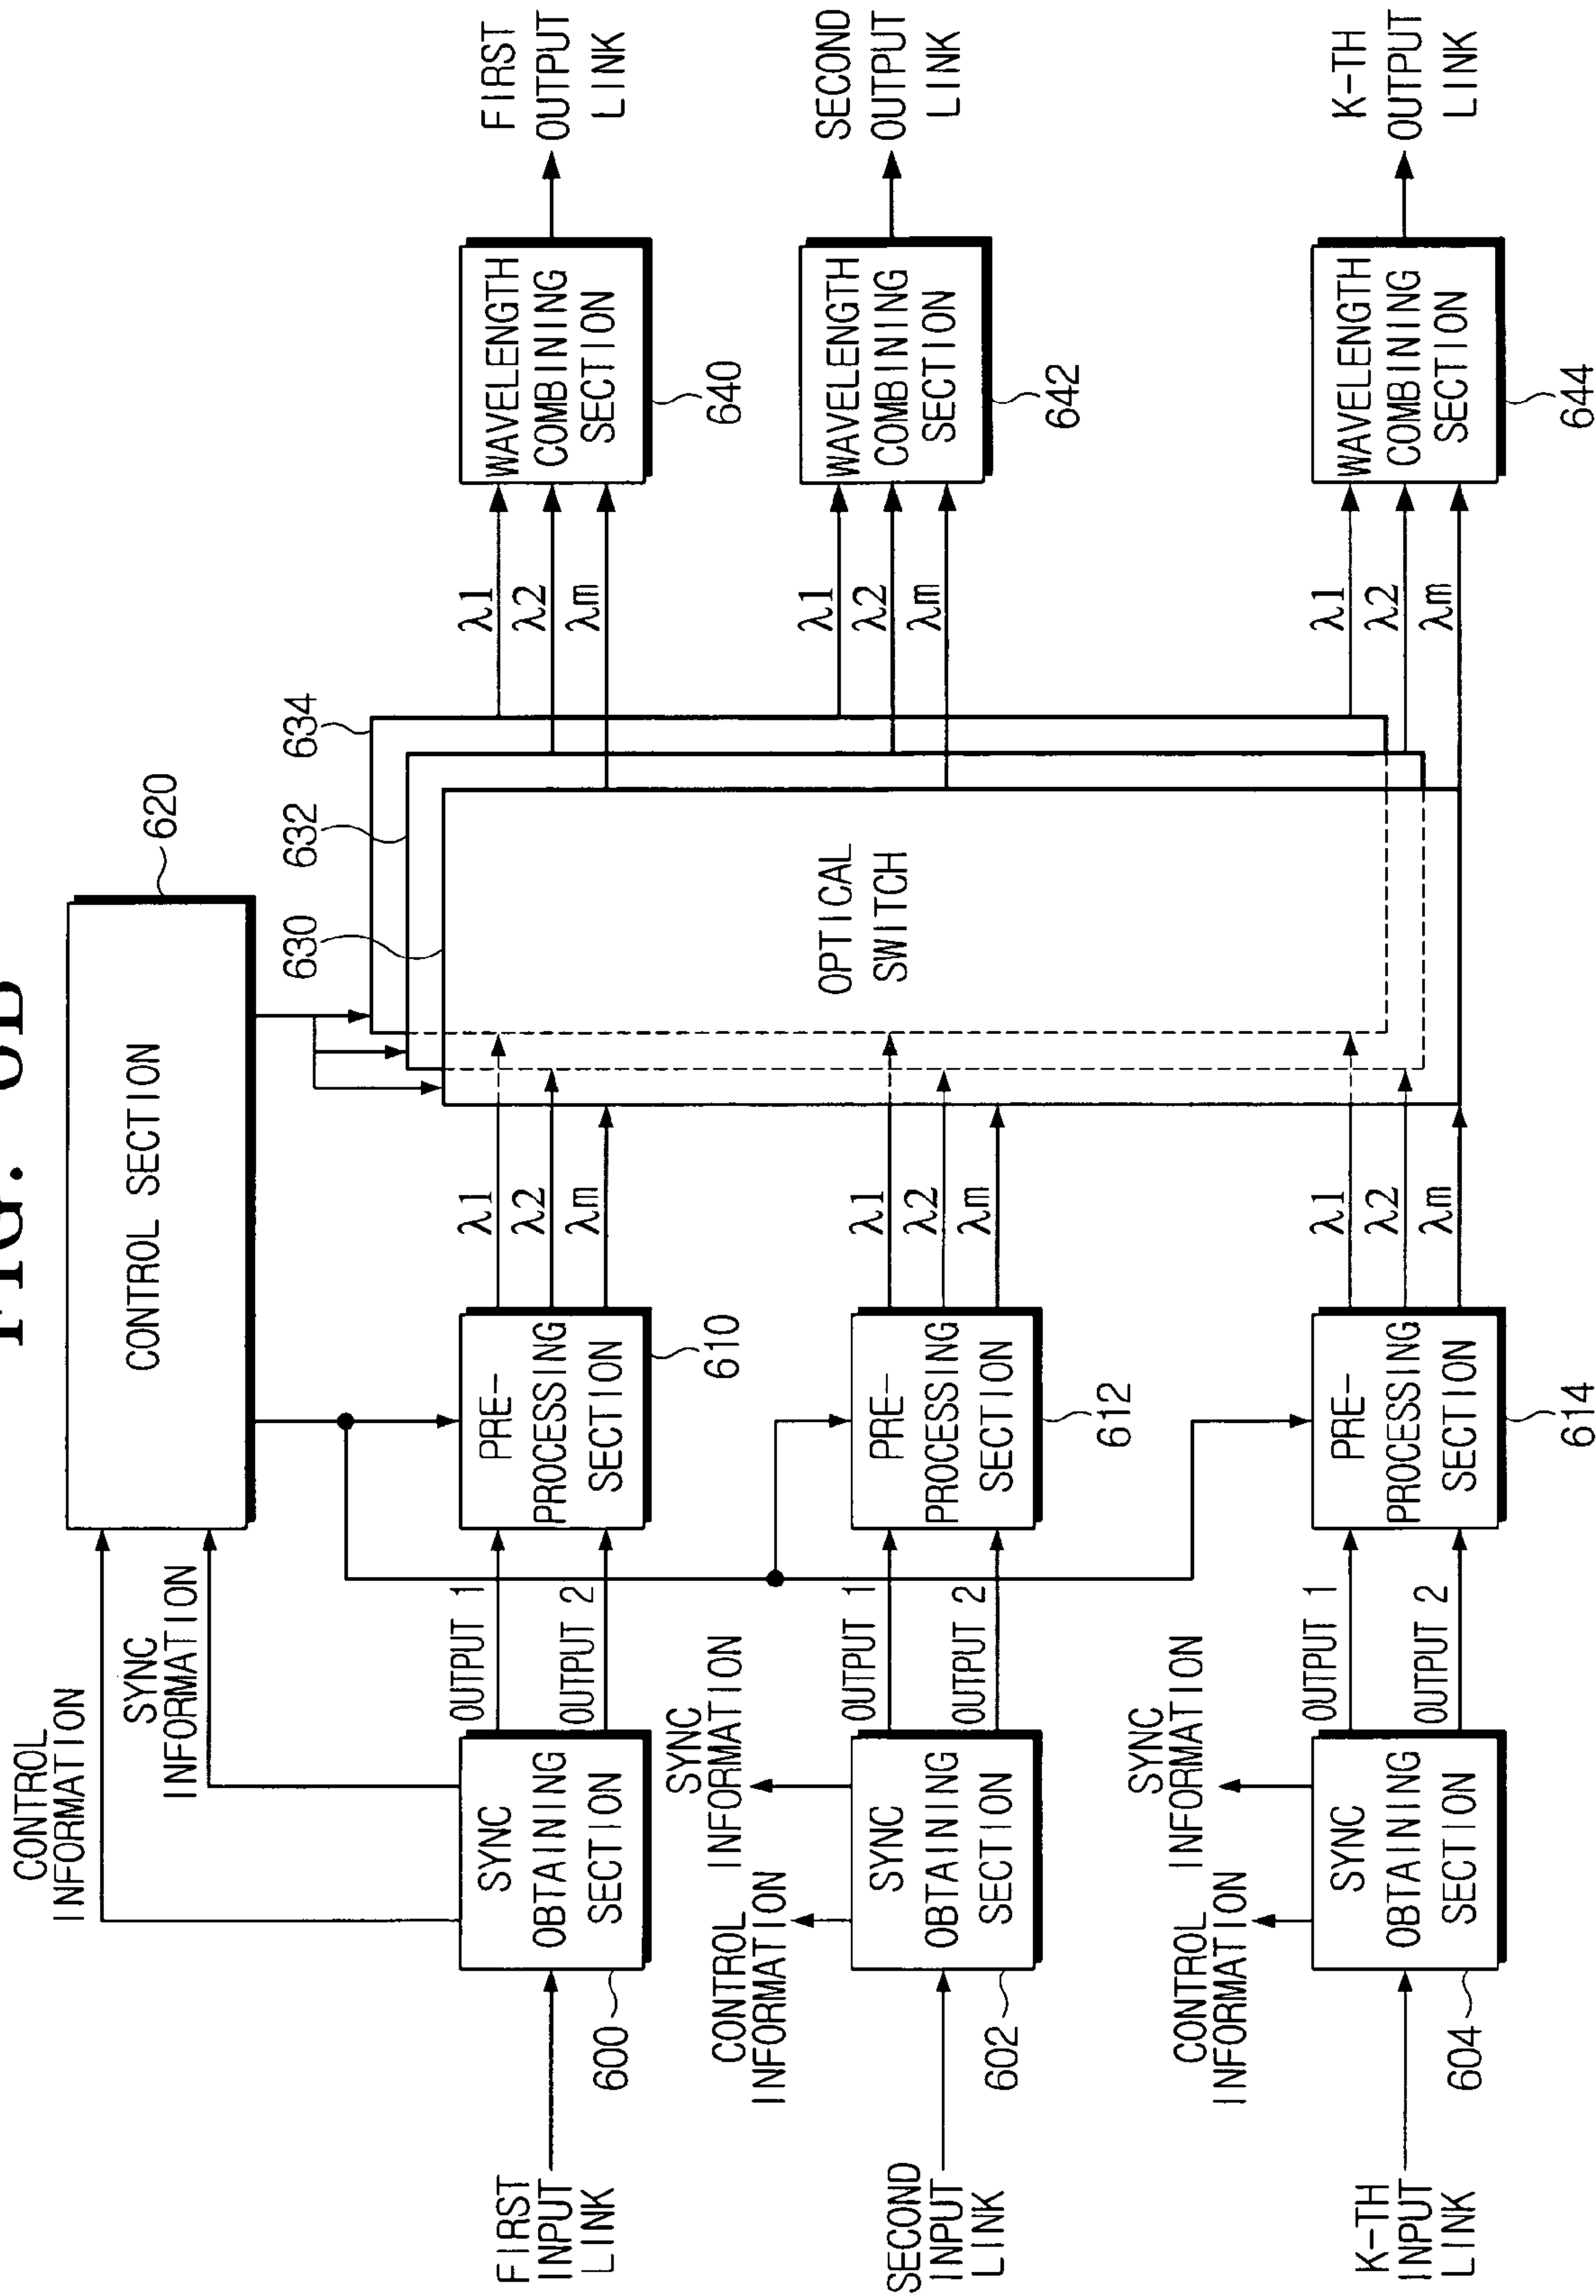 FIG.
CONTROL
INFORMATION
SYNC
INFORMATION
CONTROL SECTION
620
630
632
634
FIRST
INPUT
LINK
SYNC
OBTAINING
SECTION
600
OUTPUT 1
OUTPUT 2
PRE-
PROCESSING
SECTION
610
λ1
λ2
λm
OPTICAL
SWITCH
λ1
λ2
λm
WAVELENGTH
COMBINING
SECTION
640
FIRST
OUTPUT
LINK
CONTROL
INFORMATION
SYNC
INFORMATION
SECOND
INPUT
LINK
SYNC
OBTAINING
SECTION
602
OUTPUT 1
OUTPUT 2
PRE-
PROCESSING
SECTION
612
λ1
λ2
λm
λ1
λ2
λm
WAVELENGTH
COMBINING
SECTION
642
SECOND
OUTPUT
LINK
CONTROL
INFORMATION
SYNC
INFORMATION
K-TH
INPUT
LINK
SYNC
OBTAINING
SECTION
604
OUTPUT 1
OUTPUT 2
PRE-
PROCESSING
SECTION
614
λ1
λ2
λm
λ1
λ2
λm
WAVELENGTH
COMBINING
SECTION
644
K-TH
OUTPUT
LINK